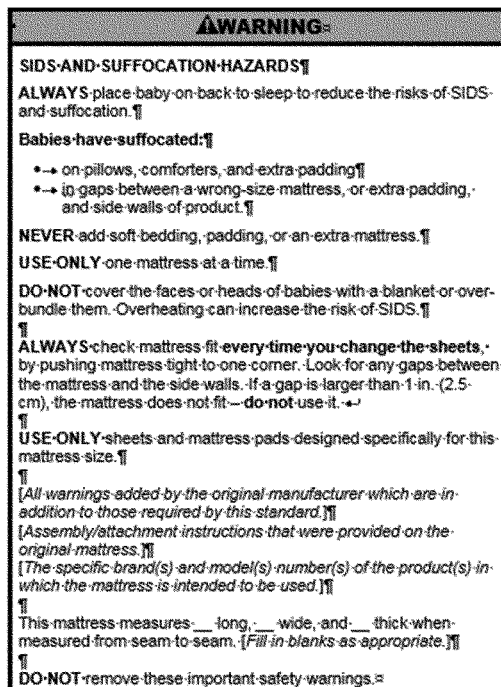 ⚠WARNING
SIDS AND SUFFOCATION HAZARDS¶
ALWAYS place baby on back to sleep to reduce the risks of SIDS
and suffocation.¶
Babies have suffocated:¶
•→ on pillows, comforters, and extra padding¶
•→ in gaps between a wrong-size mattress, or extra padding,
and side walls of product.¶
NEVER add soft bedding, padding, or an extra mattress.¶
USE ONLY one mattress at a time.¶
DO NOT cover the faces or heads of babies with a blanket or over-
bundle them. Overheating can increase the risk of SIDS.¶
¶
ALWAYS check mattress fit every time you change the sheets,
by pushing mattress tight to one corner. Look for any gaps between
the mattress and the side walls. If a gap is larger than 1 in. (2.5
cm), the mattress does not fit – do not use it. ↵
¶
USE ONLY sheets and mattress pads designed specifically for this
mattress size.¶
¶
[All warnings added by the original manufacturer which are in
addition to those required by this standard.]¶
[Assembly/attachment instructions that were provided on the
original mattress.]¶
[The specific brand(s) and model(s) number(s) of the product(s) in
which the mattress is intended to be used.]¶
¶
This mattress measures __ long, __ wide, and __ thick when
measured from seam to seam. [Fill in blanks as appropriate.]¶
¶
DO NOT remove these important safety warnings.¤